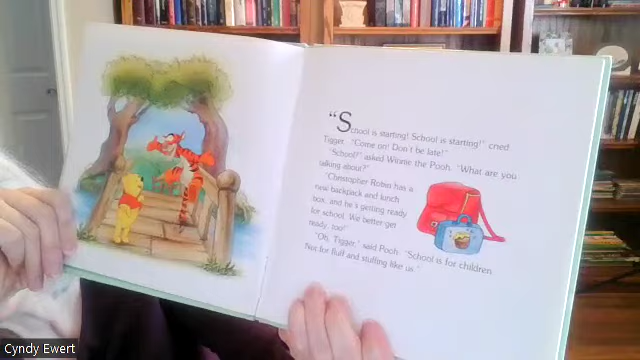 "School is starting! School is starting!" cried
Tigger. "Come on! Don't be late!"
"School?" asked Winnie the Pooh. "What are you
talking about?"
"Christopher Robin has a
new backpack and lunch
box, and he's getting ready
for school. We better get
ready, too!"
"Oh, Tigger," said Pooh. "School is for children.
Not for fluff and stuffing like us."
Cyndy Ewert